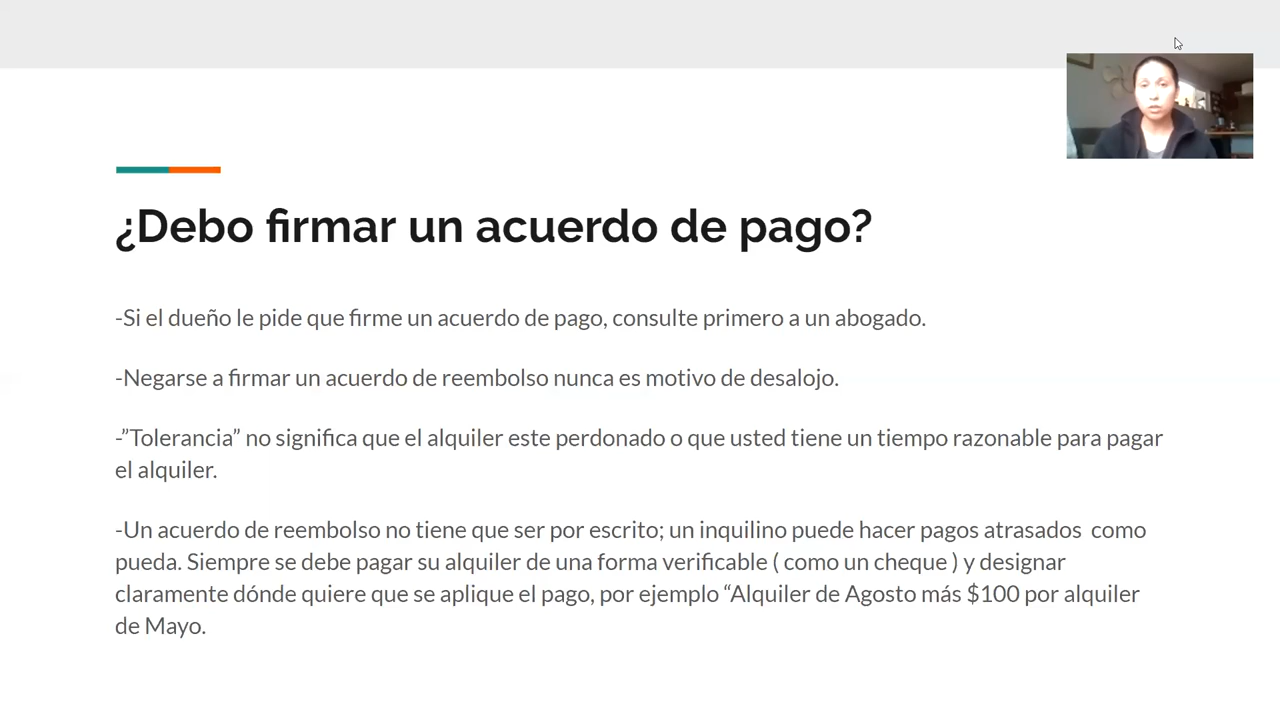 ¿Debo firmar un acuerdo de pago?
-Si el dueño le pide que firme un acuerdo de pago, consulte primero a un abogado.
-Negarse a firmar un acuerdo de reembolso nunca es motivo de desalojo.
-”Tolerancia” no significa que el alquiler este perdonado o que usted tiene un tiempo razonable para pagar
el alquiler.
-Un acuerdo de reembolso no tiene que ser por escrito; un inquilino puede hacer pagos atrasados  como
pueda. Siempre se debe pagar su alquiler de una forma verificable ( como un cheque ) y designar
claramente dónde quiere que se aplique el pago, por ejemplo “Alquiler de Agosto más $100 por alquiler
de Mayo.